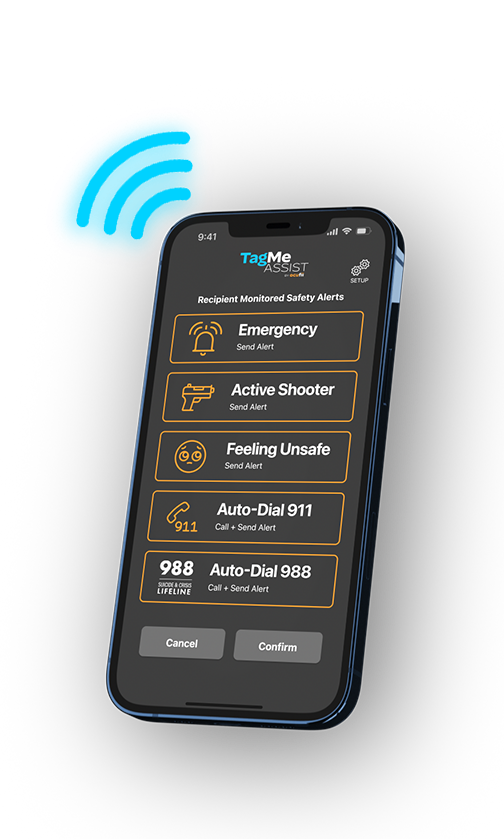 9:41
TagMe
ASSIST
BY ocufii
SETUP
Recipient Monitored Safety Alerts
Emergency
Send Alert
Active Shooter
Send Alert
Feeling Unsafe
Send Alert
Auto-Dial 911
911
Call + Send Alert
988
SUICIDE & CRISIS
LIFELINE
Auto-Dial 988
Call + Send Alert
Cancel
Confirm